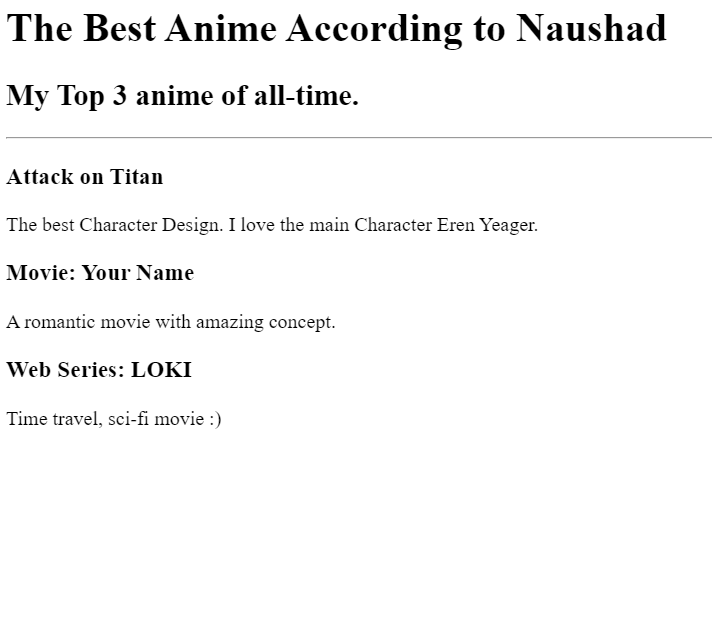 The Best Anime According to Naushad
My Top 3 anime of all-time.
Attack on Titan
The best Character Design. I love the main Character Eren Yeager.
Movie: Your Name
A romantic movie with amazing concept.
Web Series: LOKI
Time travel, sci-fi movie :)